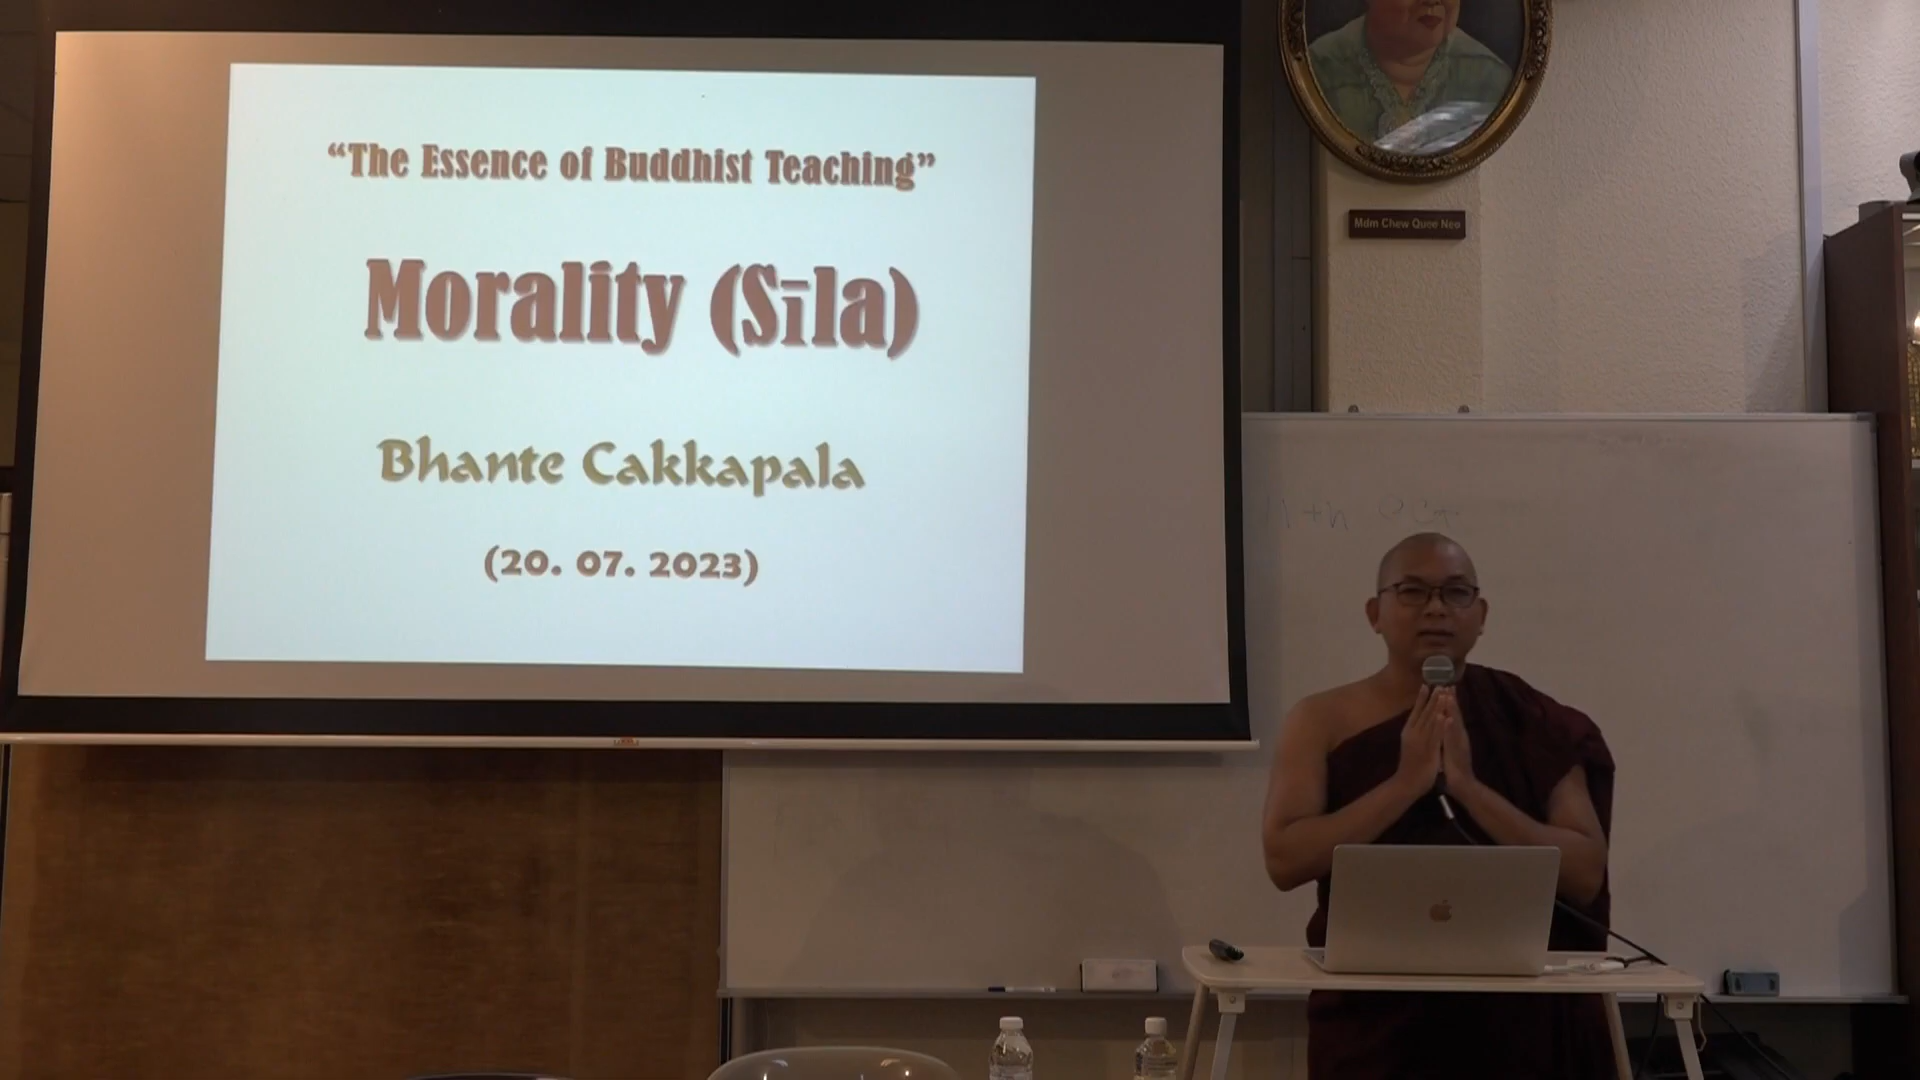 “The Essence of Buddhist Teaching”
Morality (Sīla)
Bhante Cakkapala
(20. 07. 2023)
Mdm Chew Quee Neo